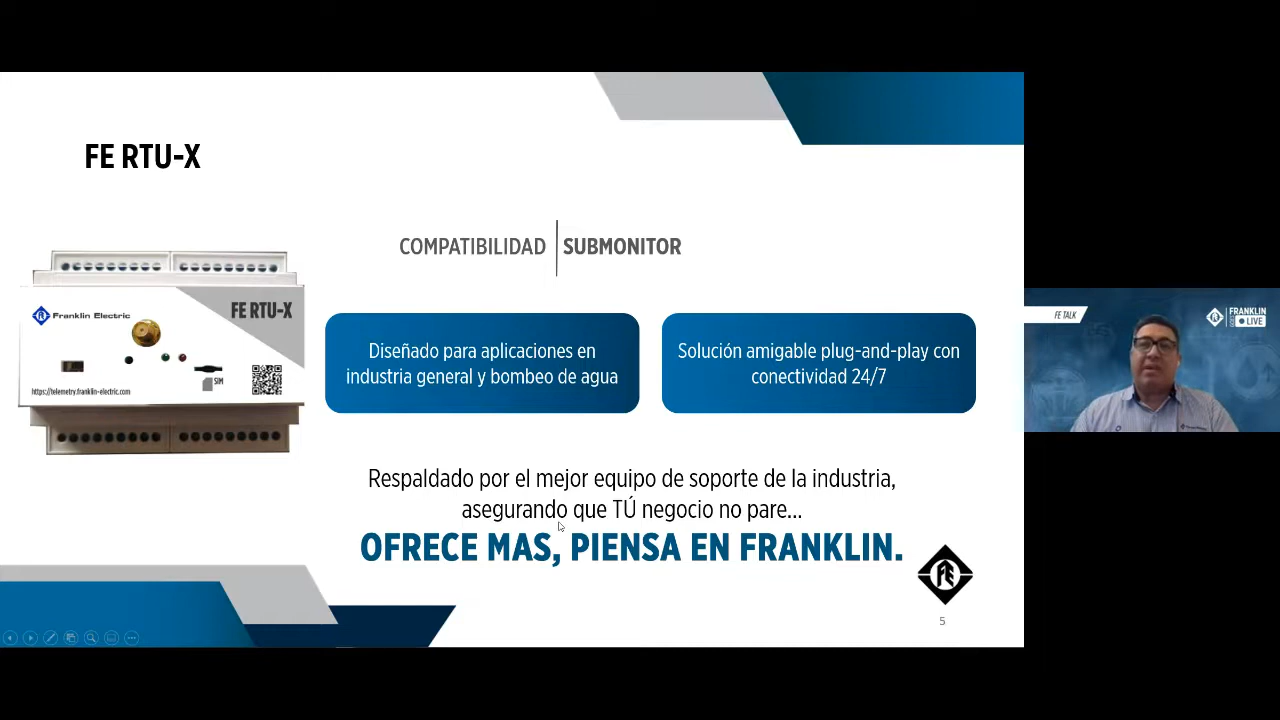 FE RTU-X
COMPATIBILIDAD
SUBMONITOR
Franklin Electric
FE RTU-X
SIM
https://telemetry.franklin-electric.com
Diseñado para aplicaciones en
industria general y bombeo de agua
Solución amigable plug-and-play con
conectividad 24/7
Respaldado por el mejor equipo de soporte de la industria,
asegurando que TÚ negocio no pare...
OFRECE MAS, PIENSA EN FRANKLIN.
FE
5
FE TALK
FRANKLIN
LIVE